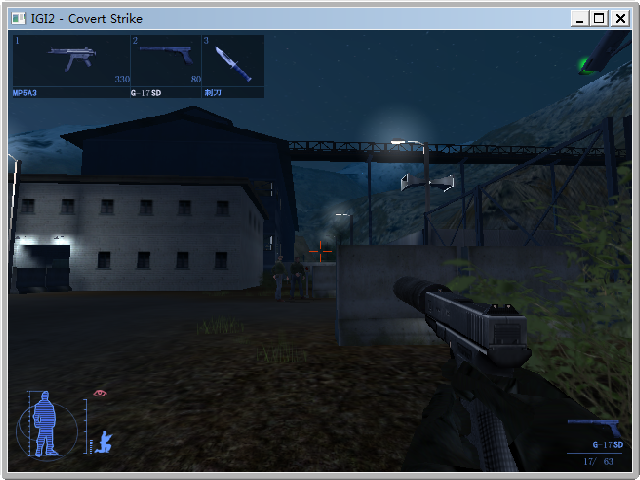 IGI2 - Covert Strike
1 2 3
330 80
MP5A3 G-17SD 刺刀
G-17SD
17/ 63